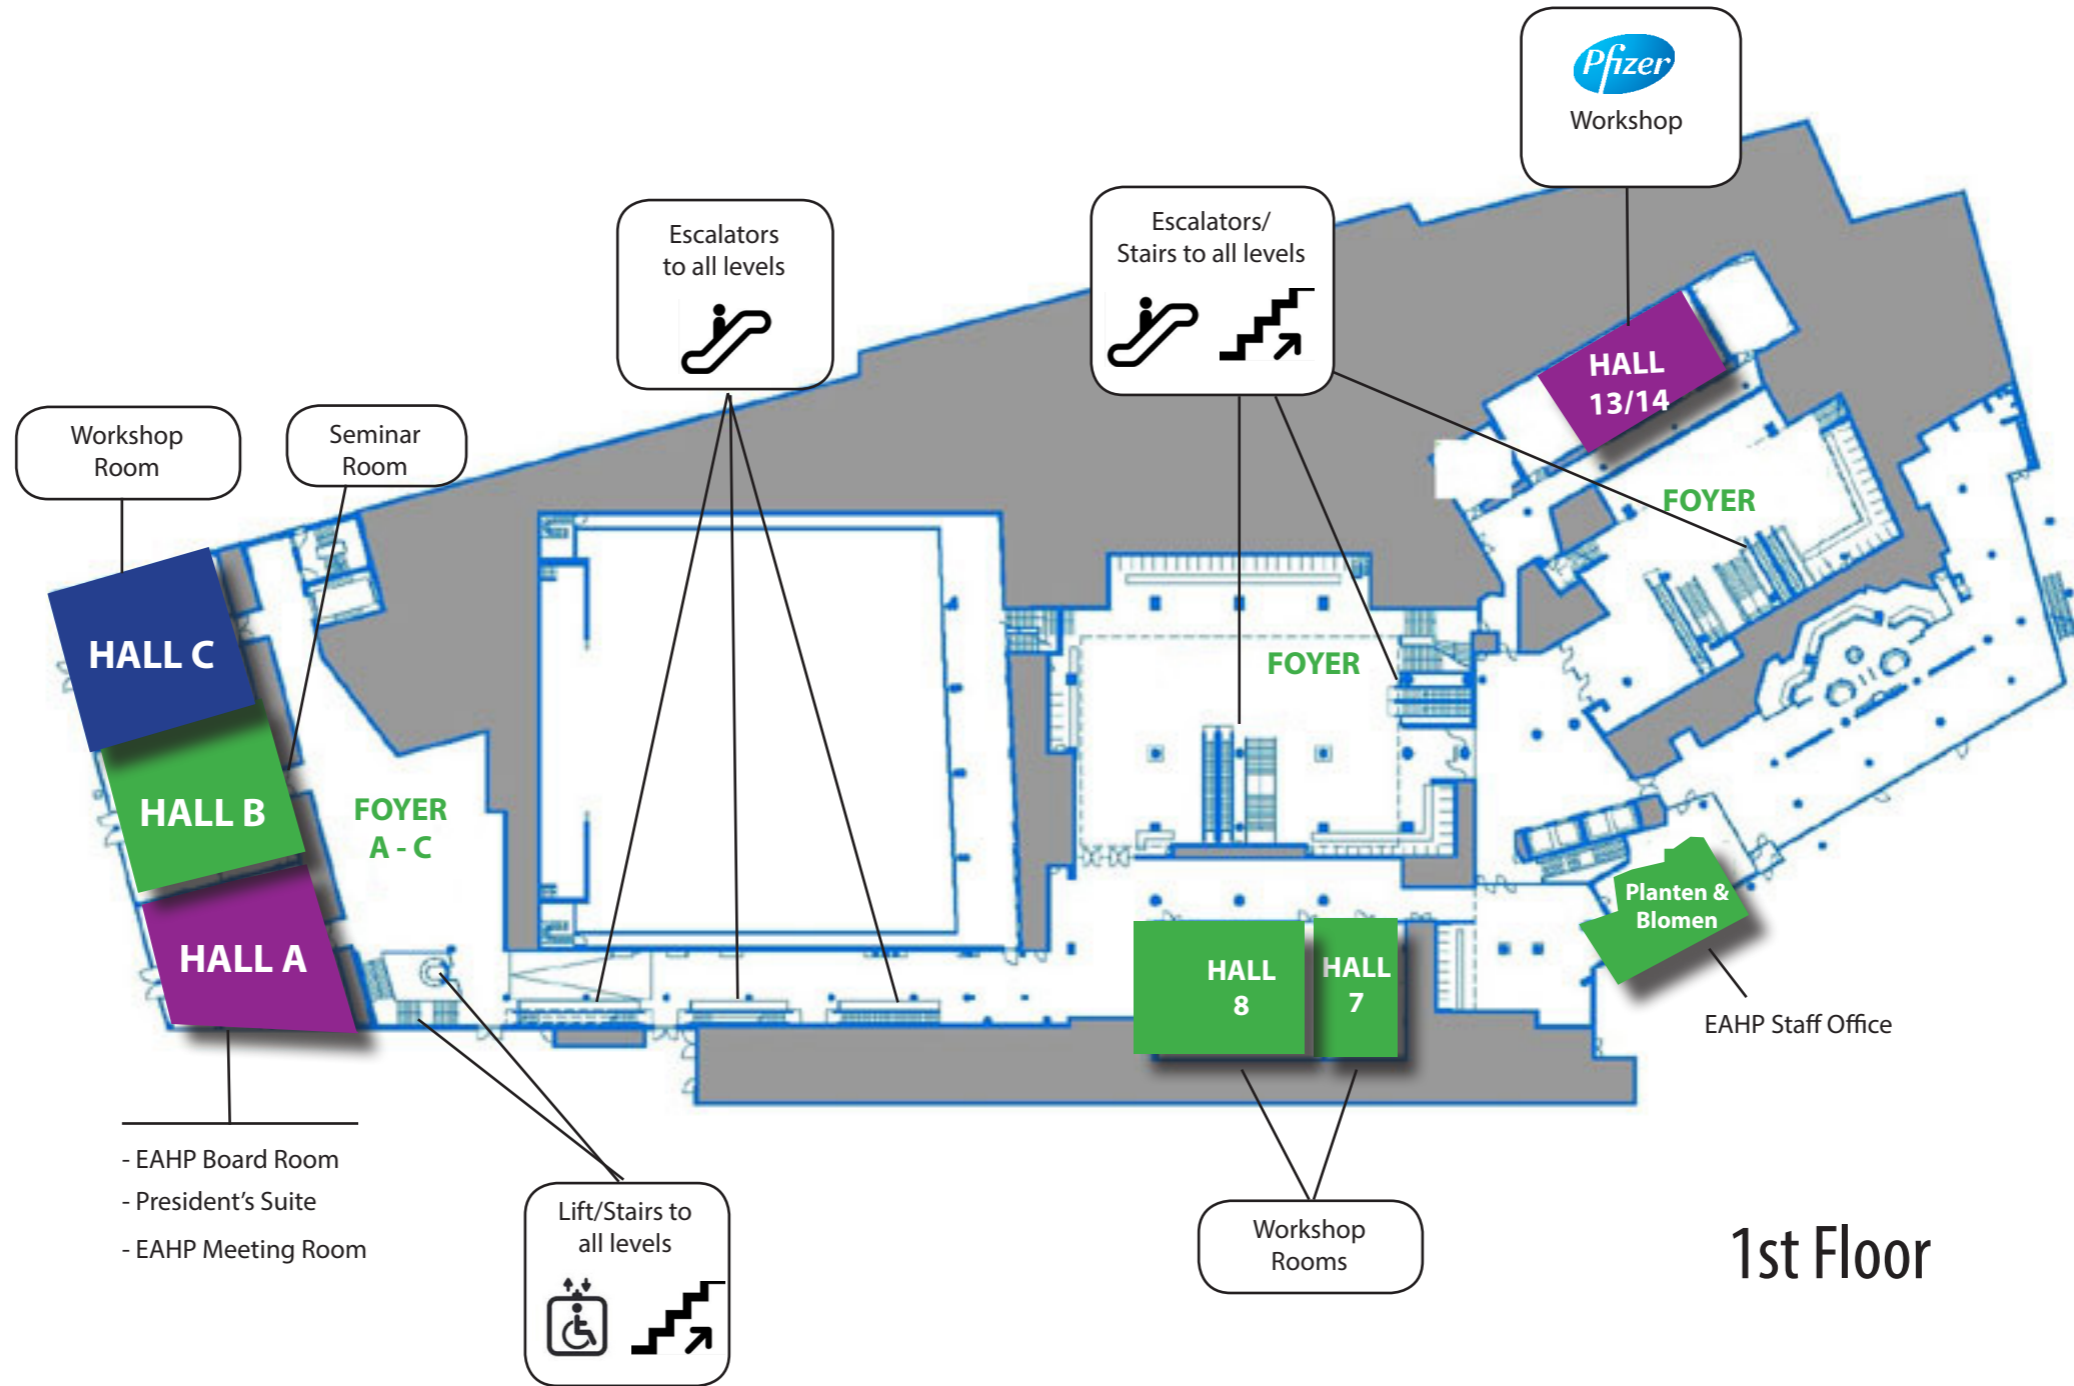 Pfizer
Workshop
Escalators
to all levels
Escalators/
Stairs to all levels
HALL
13/14
Workshop
Room
Seminar
Room
FOYER
HALL C
FOYER
HALL B
FOYER
A - C
Planten &
Blomen
HALL A
HALL
8
HALL
7
EAHP Staff Office
- EAHP Board Room
- President's Suite
- EAHP Meeting Room
Lift/Stairs to
all levels
Workshop
Rooms
1st Floor